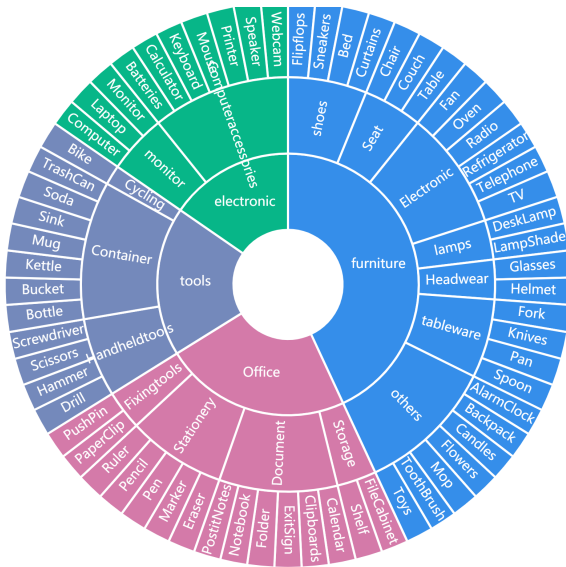 furniture
shoes
Flipflops
Sneakers
Bed
Curtains
Seat
Chair
Couch
Table
Electronic
Fan
Oven
Radio
Refrigerator
Telephone
TV
lamps
DeskLamp
LampShade
Headwear
Glasses
Helmet
tableware
Fork
Knives
Pan
Spoon
others
AlarmClock
Backpack
Candles
Flowers
Mop
ToothBrush
Toys
Office
Storage
FileCabinet
Shelf
Document
Calendar
Clipboards
ExitSign
Folder
Notebook
PostitNotes
Stationery
Eraser
Marker
Pen
Pencil
Ruler
Fixingtools
PaperClip
PushPin
tools
Handheldtools
Drill
Hammer
Scissors
Screwdriver
Container
Bottle
Bucket
Kettle
Mug
Sink
Soda
TrashCan
Cycling
Bike
electronic
monitor
Computer
Laptop
Monitor
Computeraccessories
Batteries
Calculator
Keyboard
Mouse
Printer
Speaker
Webcam